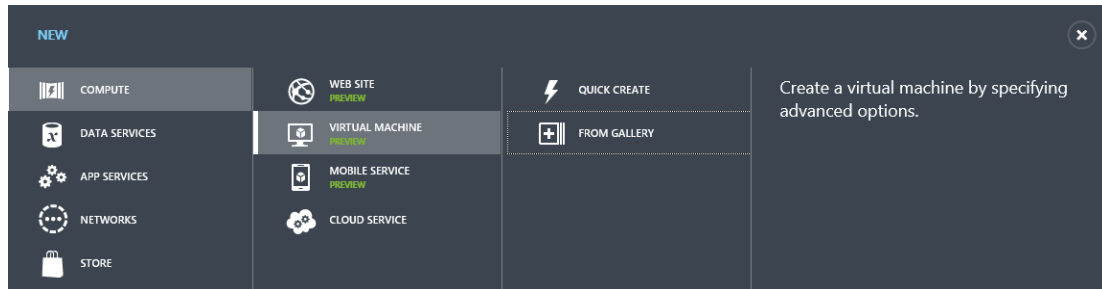 NEW
COMPUTE
DATA SERVICES
APP SERVICES
NETWORKS
STORE
WEB SITE
PREVIEW
VIRTUAL MACHINE
PREVIEW
MOBILE SERVICE
PREVIEW
CLOUD SERVICE
QUICK CREATE
FROM GALLERY
Create a virtual machine by specifying
advanced options.